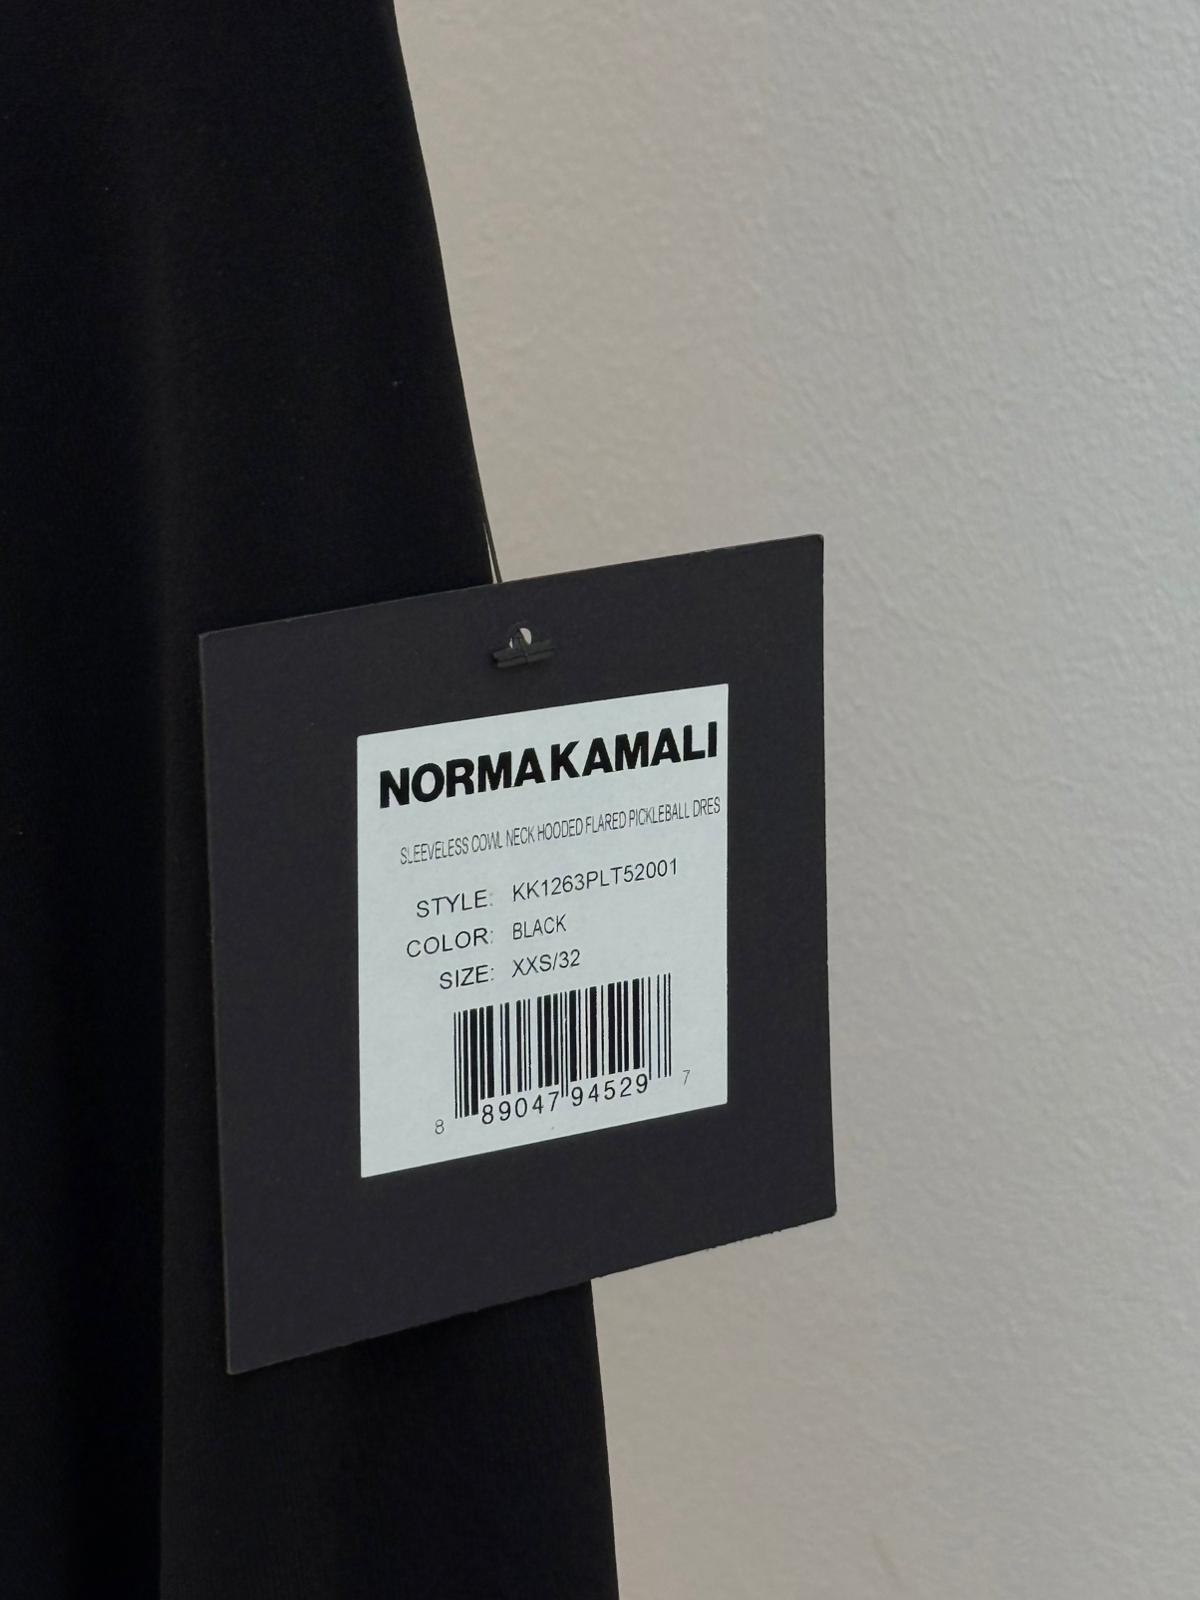 NORMA KAMALI
SLEEVELESS COWL NECK HOODED FLARED PICKLEBALL DRES
STYLE: KK1263PLT52001
COLOR: BLACK
SIZE: XXS/32
8 89047 94529 7